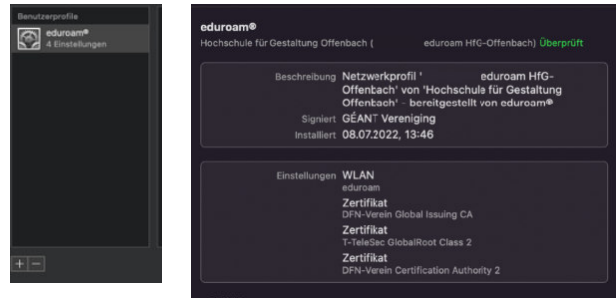 Benutzerprofile
eduroam®
4 Einstellungen
eduroam®
Hochschule für Gestaltung Offenbach ( eduroam HfG-Offenbach) Überprüft
Beschreibung Netzwerkprofil ' eduroam HfG-
Offenbach' von 'Hochschule für Gestaltung
Offenbach' - bereitgestellt von eduroam®
Signiert GÉANT Vereniging
Installiert 08.07.2022, 13:46
Einstellungen WLAN
eduroam
Zertifikat
DFN-Verein Global Issuing CA
Zertifikat
T-TeleSec GlobalRoot Class 2
Zertifikat
DFN-Verein Certification Authority 2